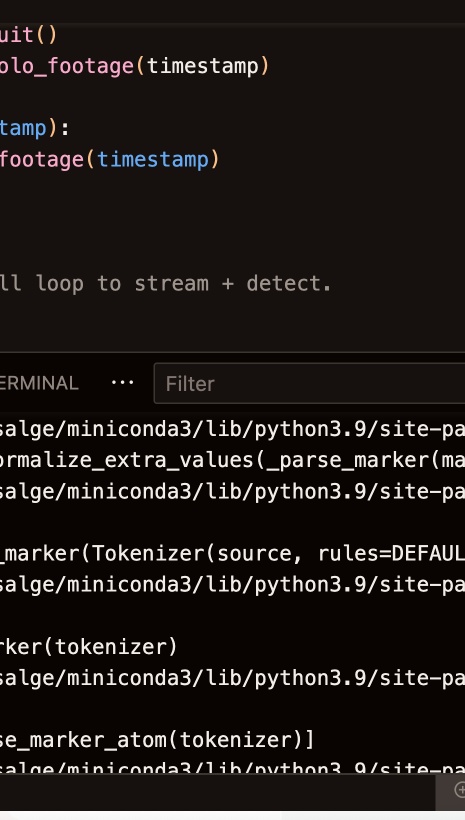 uit()
olo_footage(timestamp)
tamp):
footage(timestamp)
ll loop to stream + detect.
ERMINAL ··· Filter
salge/miniconda3/lib/python3.9/site-pa
ormalize_extra_values(_parse_marker(ma
salge/miniconda3/lib/python3.9/site-pa
_marker(Tokenizer(source, rules=DEFAUL
salge/miniconda3/lib/python3.9/site-pa
rker(tokenizer)
salge/miniconda3/lib/python3.9/site-pa
se_marker_atom(tokenizer)]
salge/miniconda3/lib/python3.9/site-pa